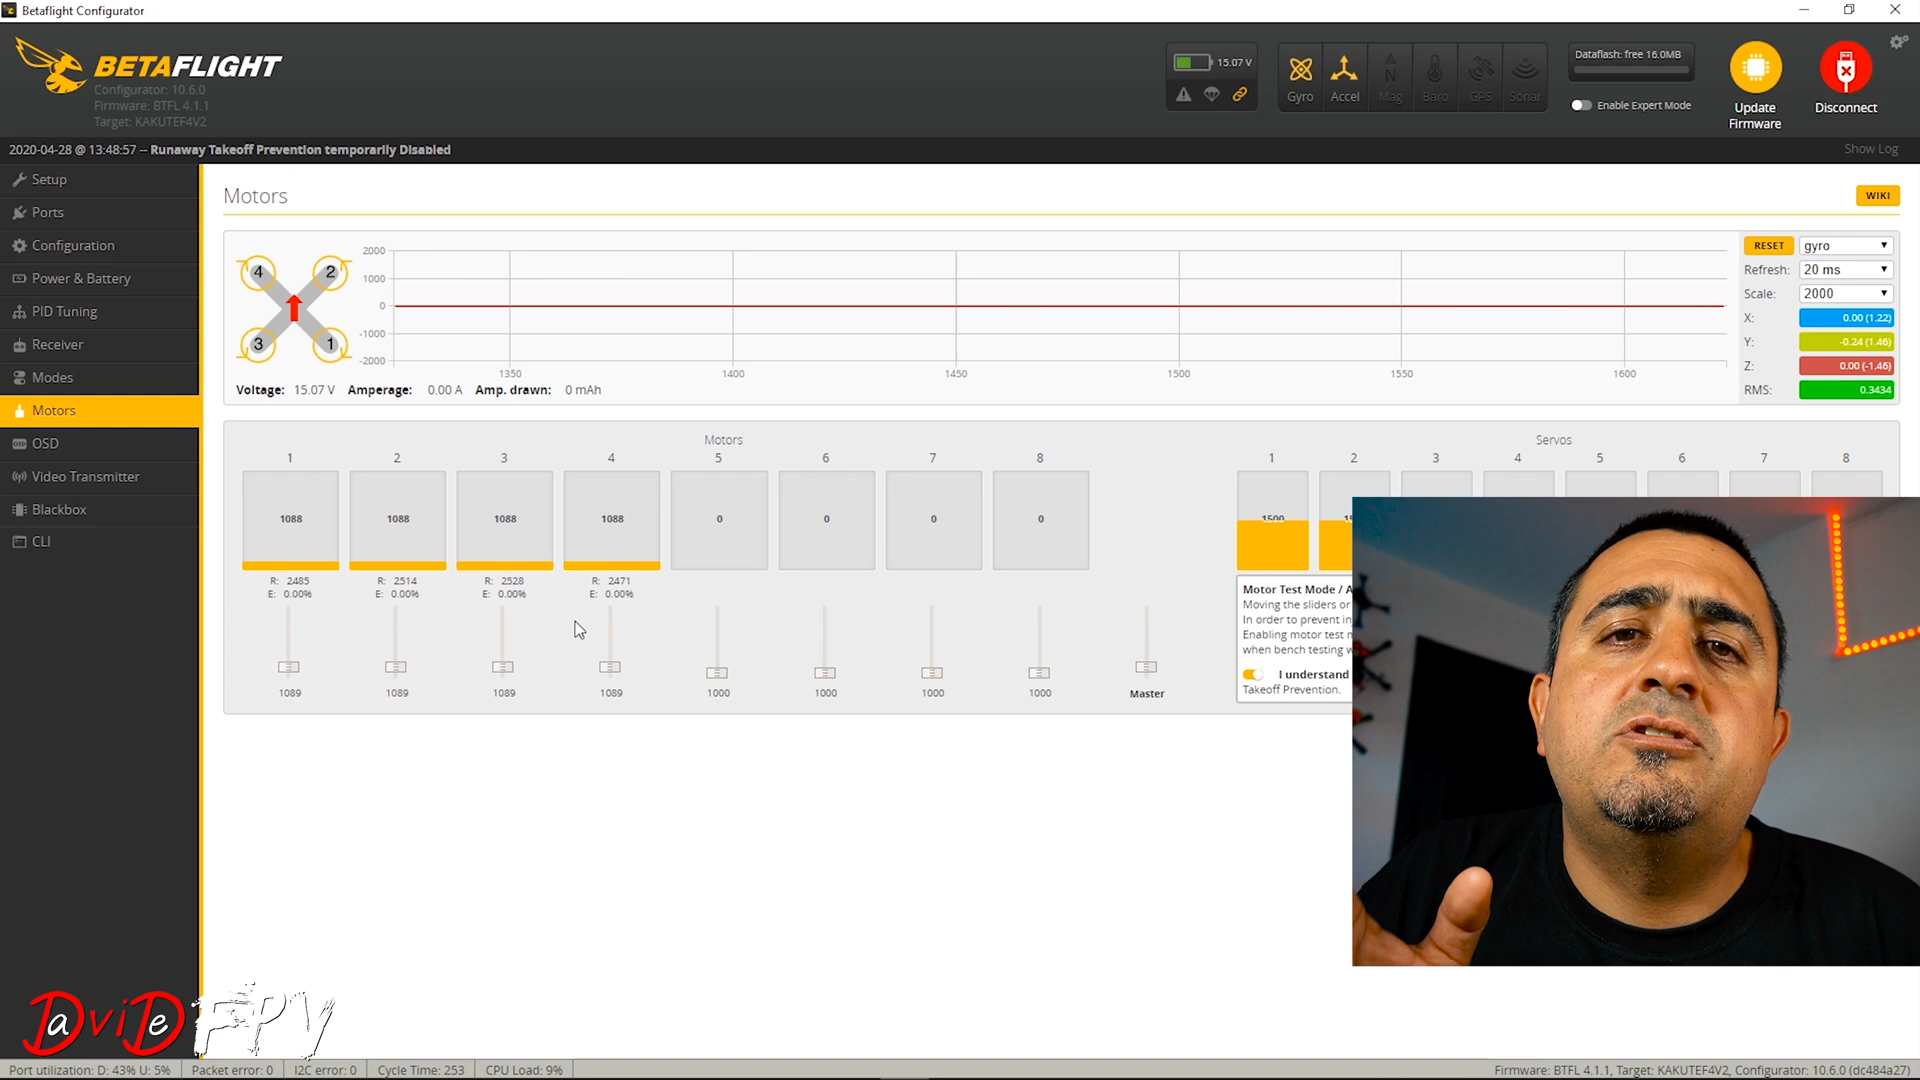 Betaflight Configurator
BETAFLIGHT
Configurator: 10.6.0
Firmware: BTFL 4.1.1
Target: KAKUTEF4V2
15.07 V
Gyro
Accel
Mag
Baro
GPS
Sonar
Dataflash: free 16.0MB
Enable Expert Mode
Update
Firmware
Disconnect
2020-04-28 @ 13:48:57 -- Runaway Takeoff Prevention temporarily Disabled
Show Log
Setup
Ports
Configuration
Power & Battery
PID Tuning
Receiver
Modes
Motors
OSD
Video Transmitter
Blackbox
CLI
Motors
WIKI
4 2
3 1
2000
1000
0
-1000
-2000
1350 1400 1450 1500 1550 1600
RESET gyro
Refresh: 20 ms
Scale: 2000
X: 0.00 (1.22)
Y: -0.24 (1.46)
Z: 0.00 (-1.46)
RMS: 0.3434
Voltage: 15.07 V Amperage: 0.00 A Amp. drawn: 0 mAh
Motors
1 2 3 4 5 6 7 8
1088 1088 1088 1088 0 0 0 0
R: 2485 R: 2514 R: 2528 R: 2471
E: 0.00% E: 0.00% E: 0.00% E: 0.00%
1089 1089 1089 1089 1000 1000 1000 1000 Master
Servos
1 2 3 4 5 6 7 8
1500
Motor Test Mode / A
Moving the sliders or
In order to prevent in
Enabling motor test m
when bench testing w
I understand
Takeoff Prevention.
DaviDe FPV
Port utilization: D: 43% U: 5% Packet error: 0 I2C error: 0 Cycle Time: 253 CPU Load: 9%
Firmware: BTFL 4.1.1, Target: KAKUTEF4V2, Configurator: 10.6.0 (dc484a27)